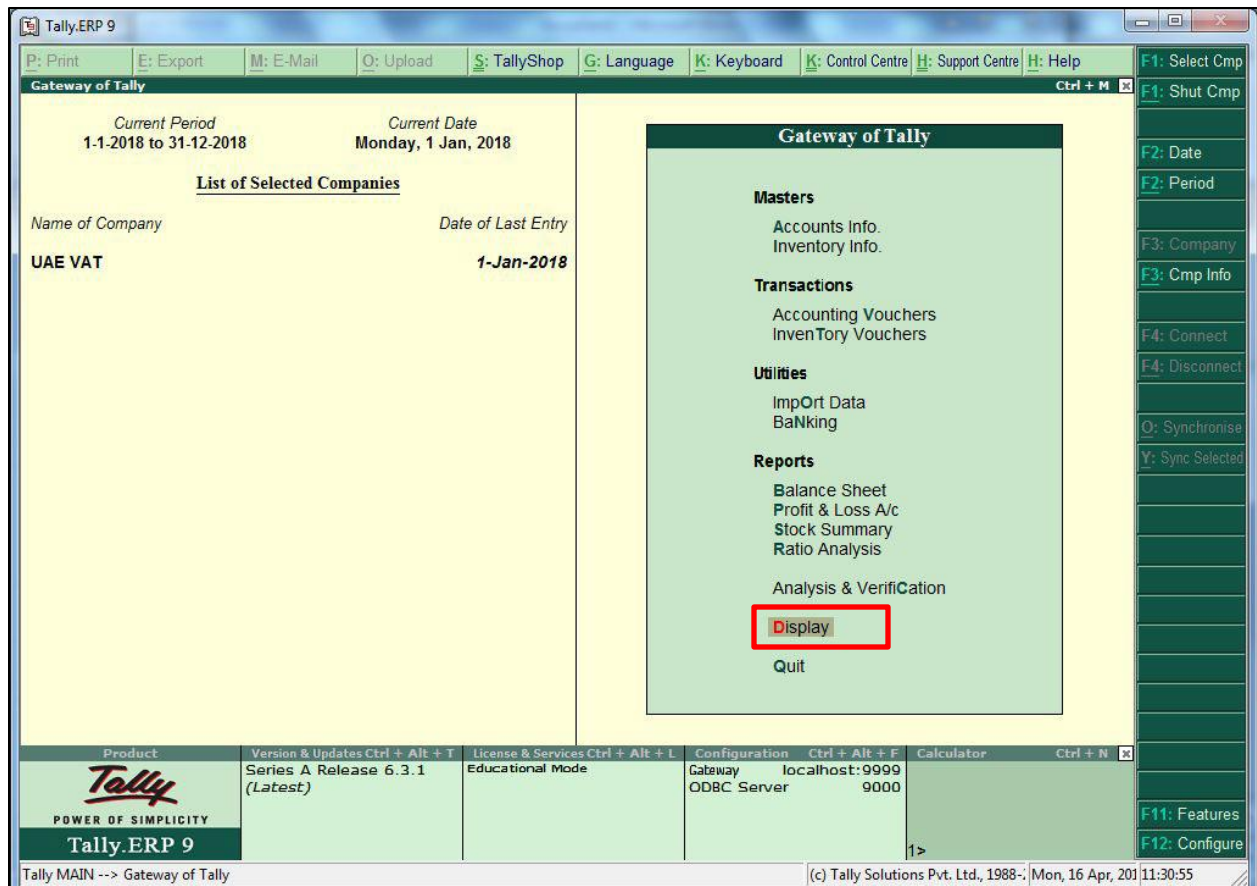 Tally.ERP 9
P: Print E: Export M: E-Mail O: Upload S: TallyShop G: Language K: Keyboard K: Control Centre H: Support Centre H: Help
Gateway of Tally Ctrl + M
Current Period Current Date
1-1-2018 to 31-12-2018 Monday, 1 Jan, 2018
List of Selected Companies
Name of Company Date of Last Entry
UAE VAT 1-Jan-2018
Gateway of Tally
Masters
Accounts Info.
Inventory Info.
Transactions
Accounting Vouchers
InvenTory Vouchers
Utilities
ImpOrt Data
BaNking
Reports
Balance Sheet
Profit & Loss A/c
Stock Summary
Ratio Analysis
Analysis & VerifiCation
Display
Quit
F1: Select Cmp
F1: Shut Cmp
F2: Date
F2: Period
F3: Company
F3: Cmp Info
F4: Connect
F4: Disconnect
O: Synchronise
Y: Sync Selected
F11: Features
F12: Configure
Product
Tally
POWER OF SIMPLICITY
Tally.ERP 9
Version & Updates Ctrl + Alt + T
Series A Release 6.3.1
(Latest)
License & Services Ctrl + Alt + L
Educational Mode
Configuration Ctrl + Alt + F
Gateway localhost:9999
ODBC Server 9000
Calculator Ctrl + N
1>
Tally MAIN --> Gateway of Tally (c) Tally Solutions Pvt. Ltd., 1988- Mon, 16 Apr, 201 11:30:55